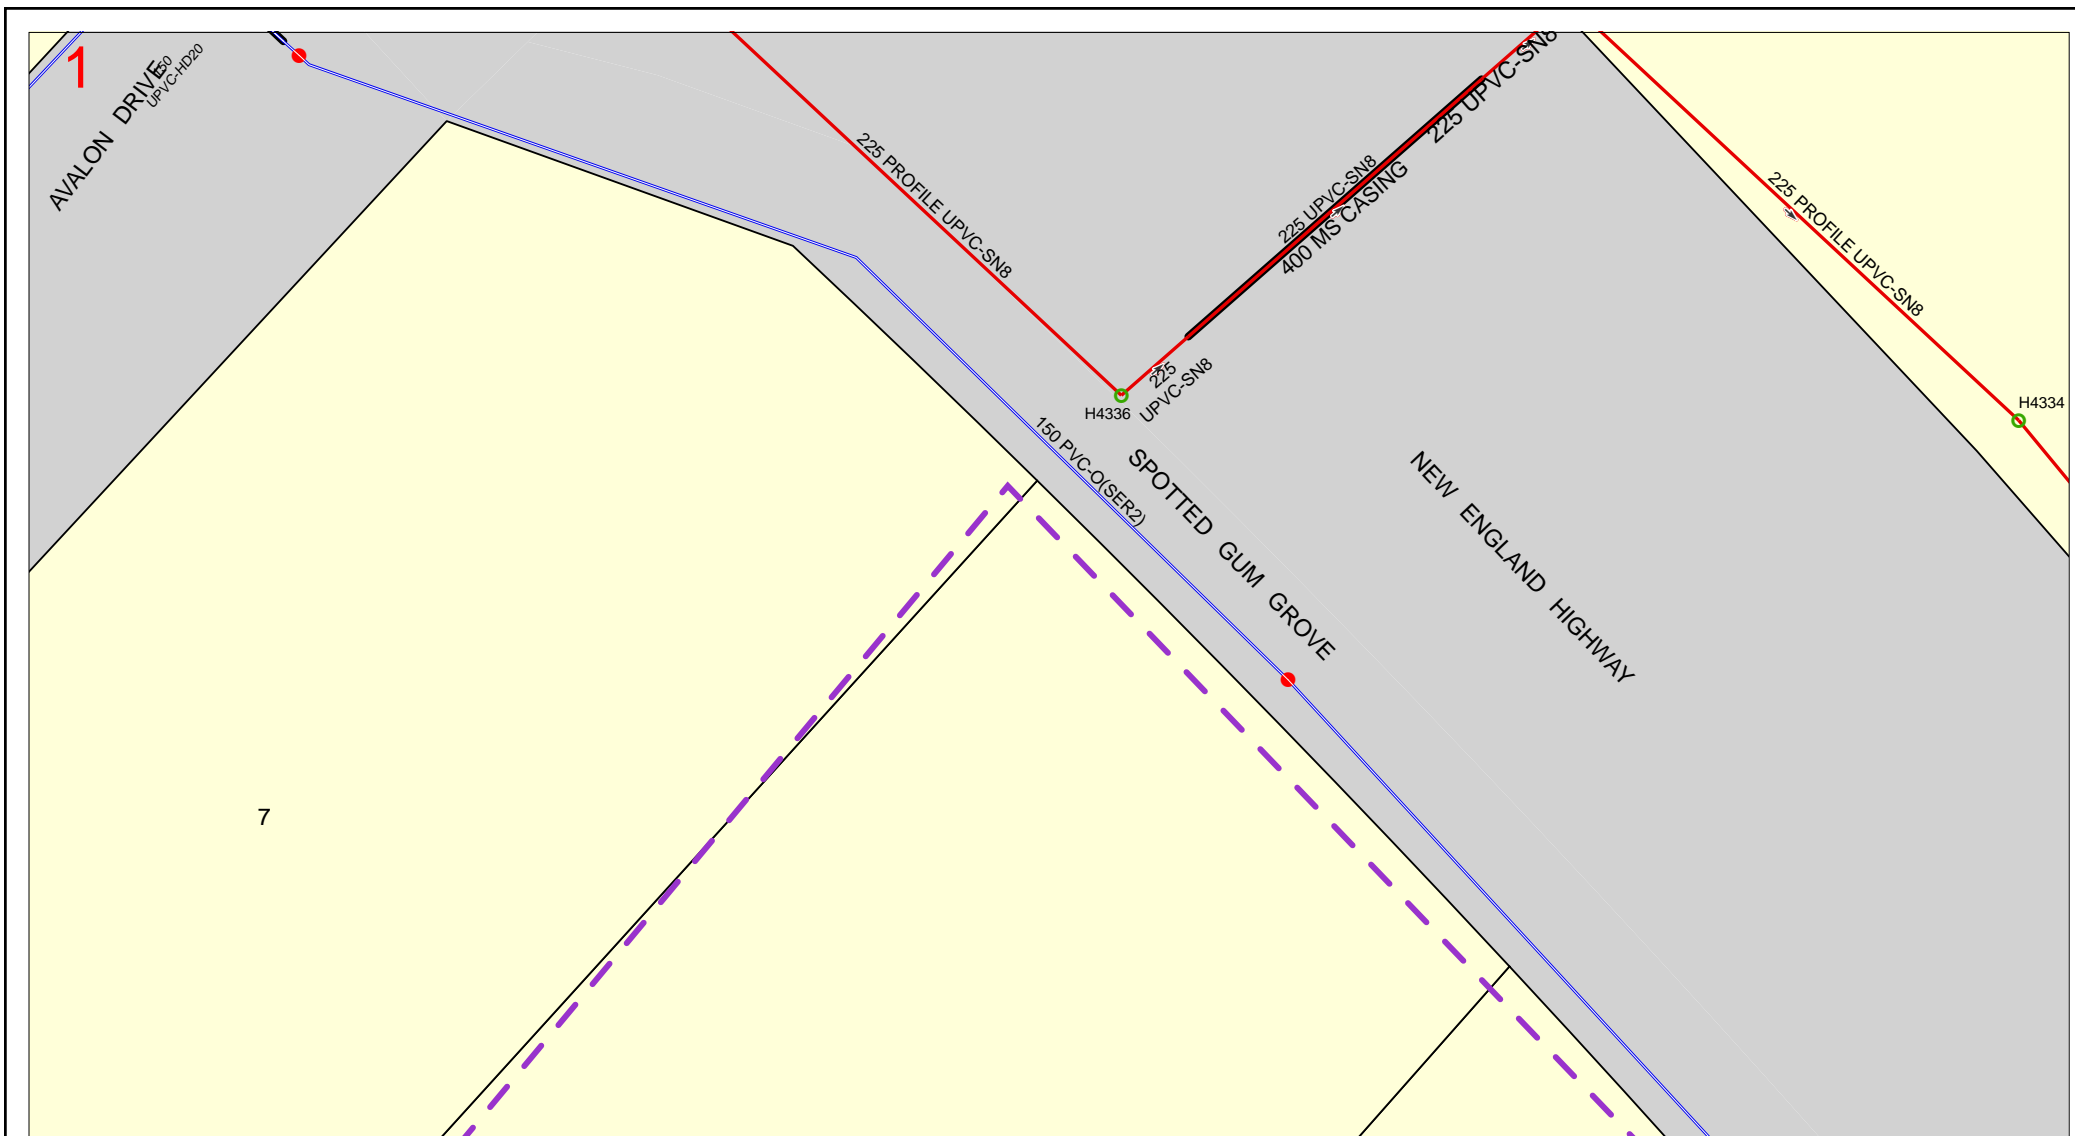 1
AVALON DRIVE
150
UPVC-HD20
225 PROFILE UPVC-SN8
225 UPVC-SN8
225 UPVC-SN8
400 MS CASING
225 PROFILE UPVC-SN8
225
UPVC-SN8
H4336
H4334
150 PVC-O(SER2)
SPOTTED GUM GROVE
NEW ENGLAND HIGHWAY
7